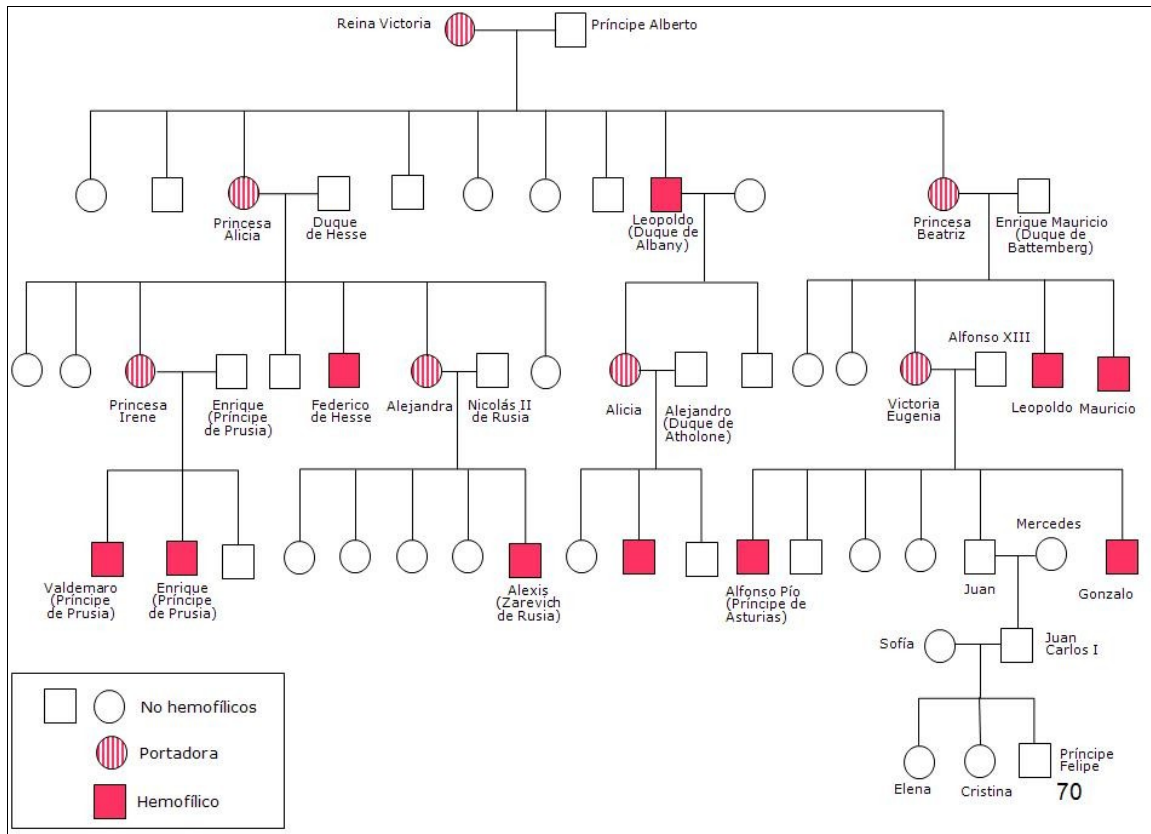 Reina Victoria
Príncipe Alberto
Princesa
Alicia
Duque
de Hesse
Leopoldo
(Duque de
Albany)
Princesa
Beatriz
Enrique Mauricio
(Duque de
Battemberg)
Alfonso XIII
Princesa
Irene
Enrique
(Príncipe
de Prusia)
Federico
de Hesse
Alejandra
Nicolás II
de Rusia
Alicia
Alejandro
(Duque de
Atholone)
Victoria
Eugenia
Leopoldo
Mauricio
Mercedes
Valdemaro
(Príncipe
de Prusia)
Enrique
(Príncipe
de Prusia)
Alexis
(Zarevich
de Rusia)
Alfonso Pío
(Príncipe de
Asturias)
Juan
Gonzalo
Sofía
Juan
Carlos I
No hemofílicos
Portadora
Hemofílico
Elena
Cristina
Príncipe
Felipe
70